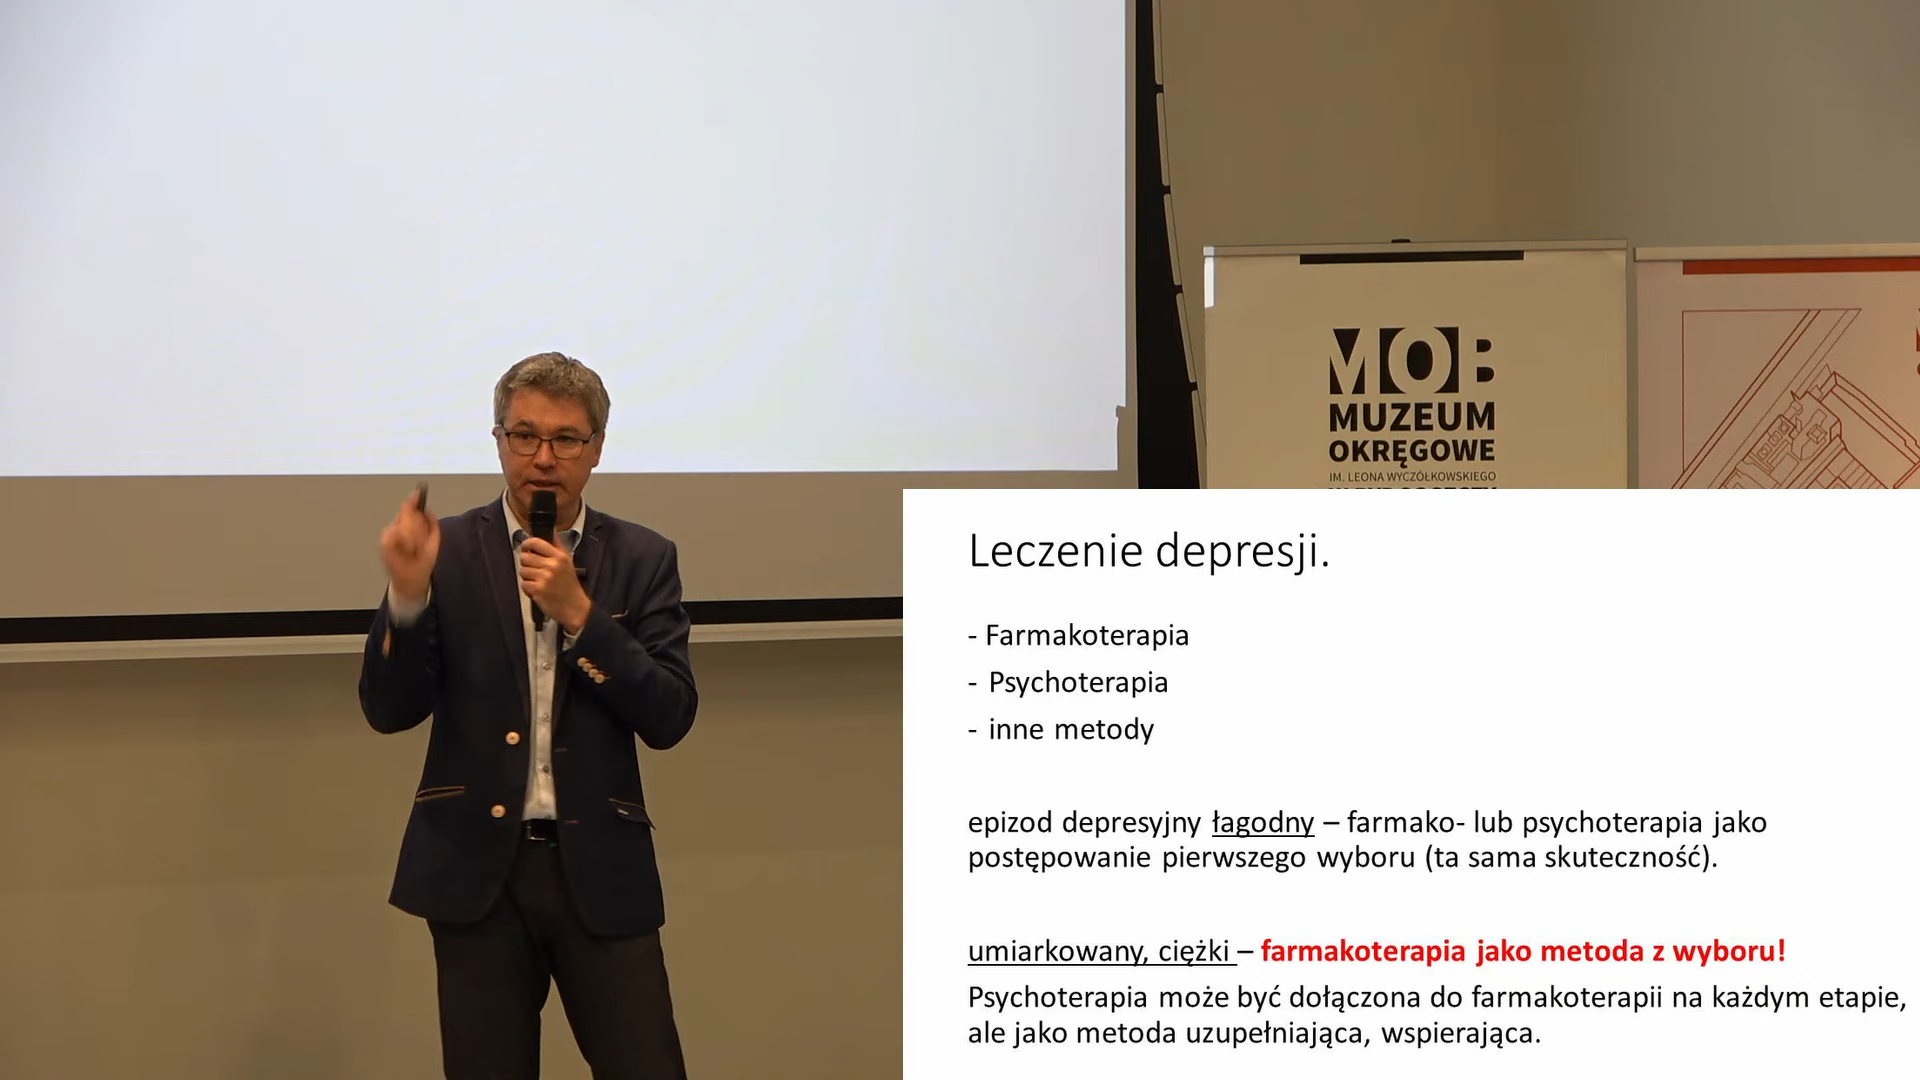 MOB
MUZEUM
OKRĘGOWE
IM. LEONA WYCZÓŁKOWSKIEGO
Leczenie depresji.
- Farmakoterapia
- Psychoterapia
- inne metody
epizod depresyjny łagodny – farmako- lub psychoterapia jako
postępowanie pierwszego wyboru (ta sama skuteczność).
umiarkowany, ciężki – farmakoterapia jako metoda z wyboru!
Psychoterapia może być dołączona do farmakoterapii na każdym etapie,
ale jako metoda uzupełniająca, wspierająca.